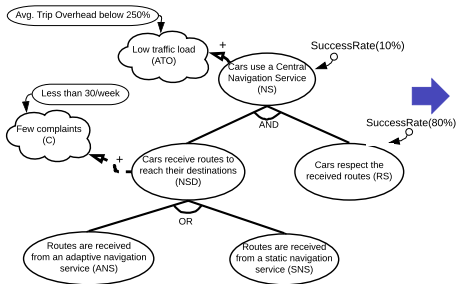 Avg. Trip Overhead below 250%
Low traffic load
(ATO)
+
SuccessRate(10%)
Cars use a Central
Navigation Service
(NS)
Less than 30/week
AND
SuccessRate(80%)
Few complaints
(C)
+
Cars receive routes to
reach their destinations
(NSD)
Cars respect the
received routes (RS)
OR
Routes are received
from an adaptive navigation
service (ANS)
Routes are received
from a static navigation
service (SNS)